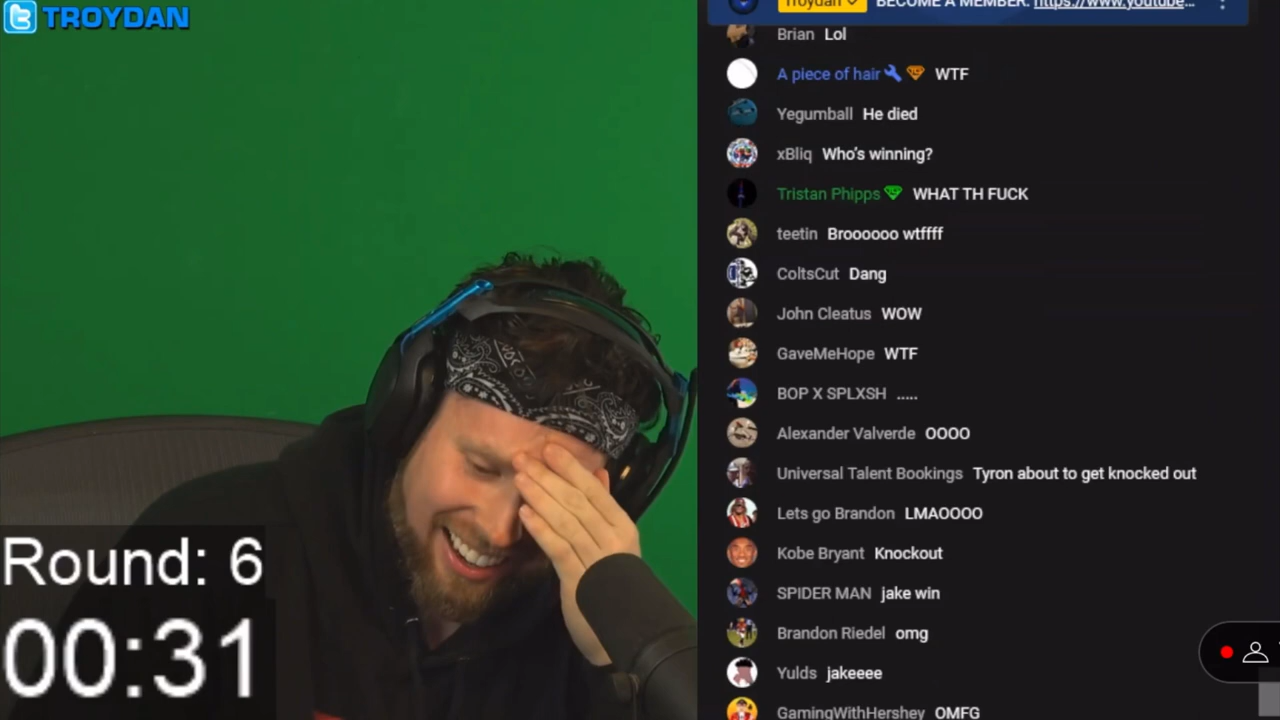 TROYDAN
Troydan BECOME A MEMBER: https://www.youtube...
Brian Lol
A piece of hair WTF
Yegumball He died
xBliq Who's winning?
Tristan Phipps WHAT TH FUCK
teetin Broooooo wtffff
ColtsCut Dang
John Cleatus WOW
GaveMeHope WTF
BOP X SPLXSH .....
Alexander Valverde OOOO
Universal Talent Bookings Tyron about to get knocked out
Lets go Brandon LMAOOOO
Kobe Bryant Knockout
SPIDER MAN jake win
Brandon Riedel omg
Yulds jakeeee
GamingWithHershey OMFG
Round: 6
00:31